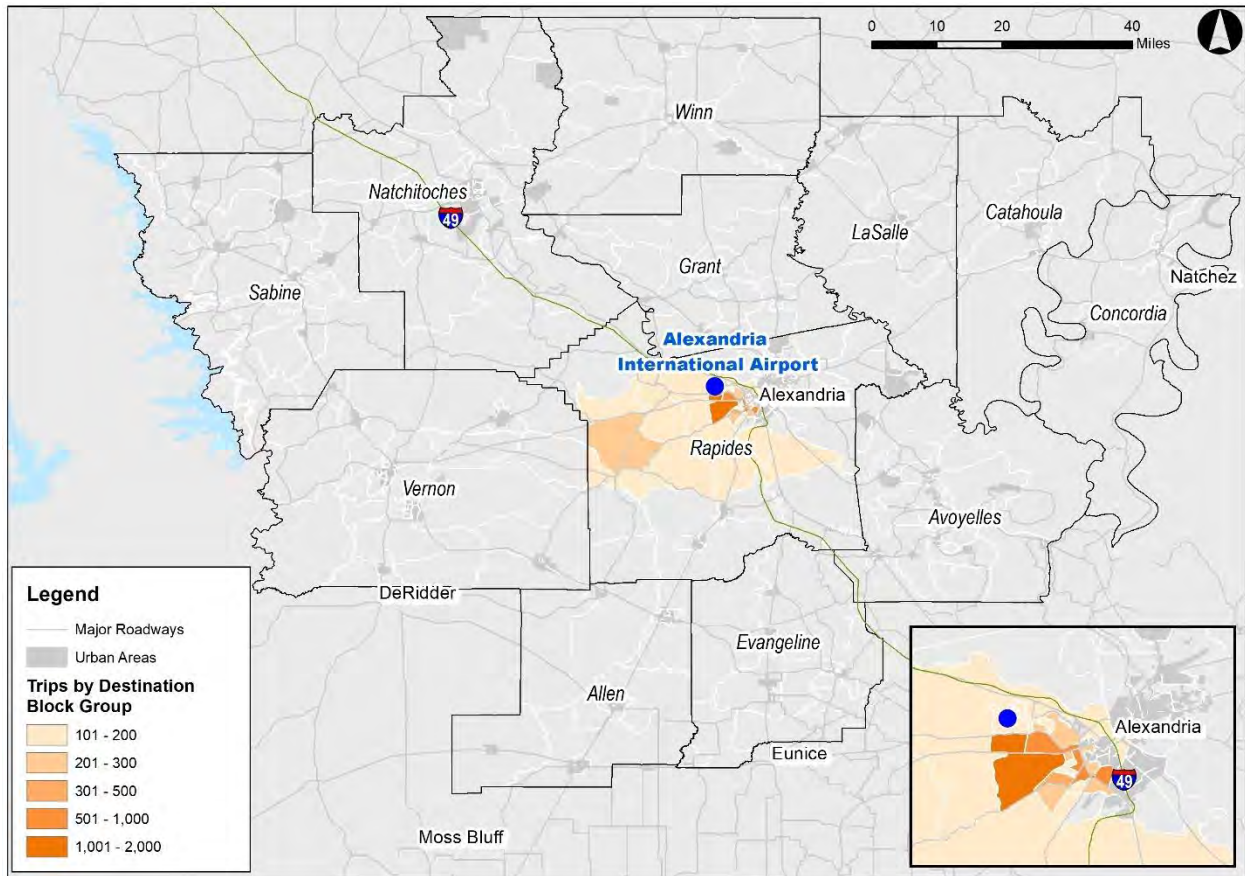 0 10 20 40
Miles
Winn
Natchitoches
49
LaSalle
Catahoula
Grant
Natchez
Sabine
Concordia
Alexandria
International Airport
Alexandria
Rapides
Vernon
Avoyelles
DeRidder
Evangeline
Allen
Eunice
Moss Bluff
Legend
Major Roadways
Urban Areas
Trips by Destination
Block Group
101 - 200
201 - 300
301 - 500
501 - 1,000
1,001 - 2,000
Alexandria
49